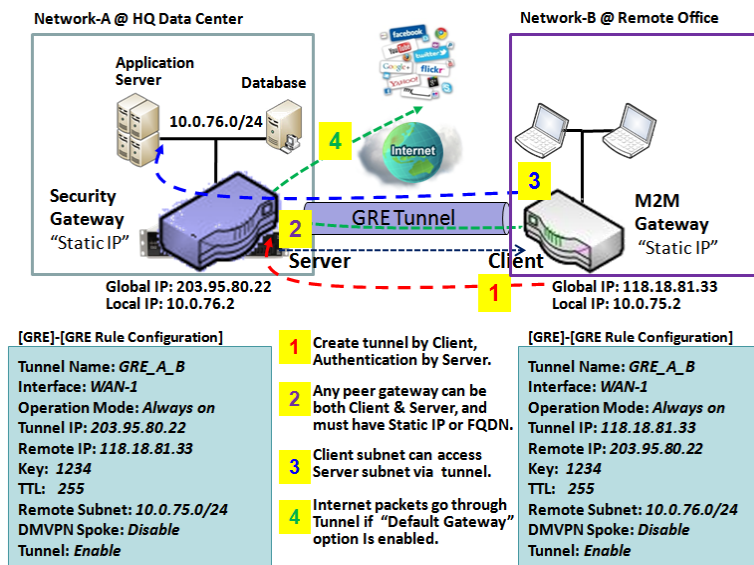 Network-A @ HQ Data Center
Network-B @ Remote Office
Application
Server
Database
10.0.76.0/24
facebook
YouTube
twitter
Google+
flickr
YAHOO!
my
4
Internet
Security
Gateway
"Static IP"
3
GRE Tunnel
2
M2M
Gateway
"Static IP"
Server
Client
1
Global IP: 203.95.80.22
Local IP: 10.0.76.2
Global IP: 118.18.81.33
Local IP: 10.0.75.2
[GRE]-[GRE Rule Configuration]
Tunnel Name: GRE_A_B
Interface: WAN-1
Operation Mode: Always on
Tunnel IP: 203.95.80.22
Remote IP: 118.18.81.33
Key: 1234
TTL: 255
Remote Subnet: 10.0.75.0/24
DMVPN Spoke: Disable
Tunnel: Enable
1 Create tunnel by Client,
Authentication by Server.
2 Any peer gateway can be
both Client & Server, and
must have Static IP or FQDN.
3 Client subnet can access
Server subnet via tunnel.
4 Internet packets go through
Tunnel if "Default Gateway"
option Is enabled.
[GRE]-[GRE Rule Configuration]
Tunnel Name: GRE_A_B
Interface: WAN-1
Operation Mode: Always on
Tunnel IP: 118.18.81.33
Remote IP: 203.95.80.22
Key: 1234
TTL: 255
Remote Subnet: 10.0.76.0/24
DMVPN Spoke: Disable
Tunnel: Enable